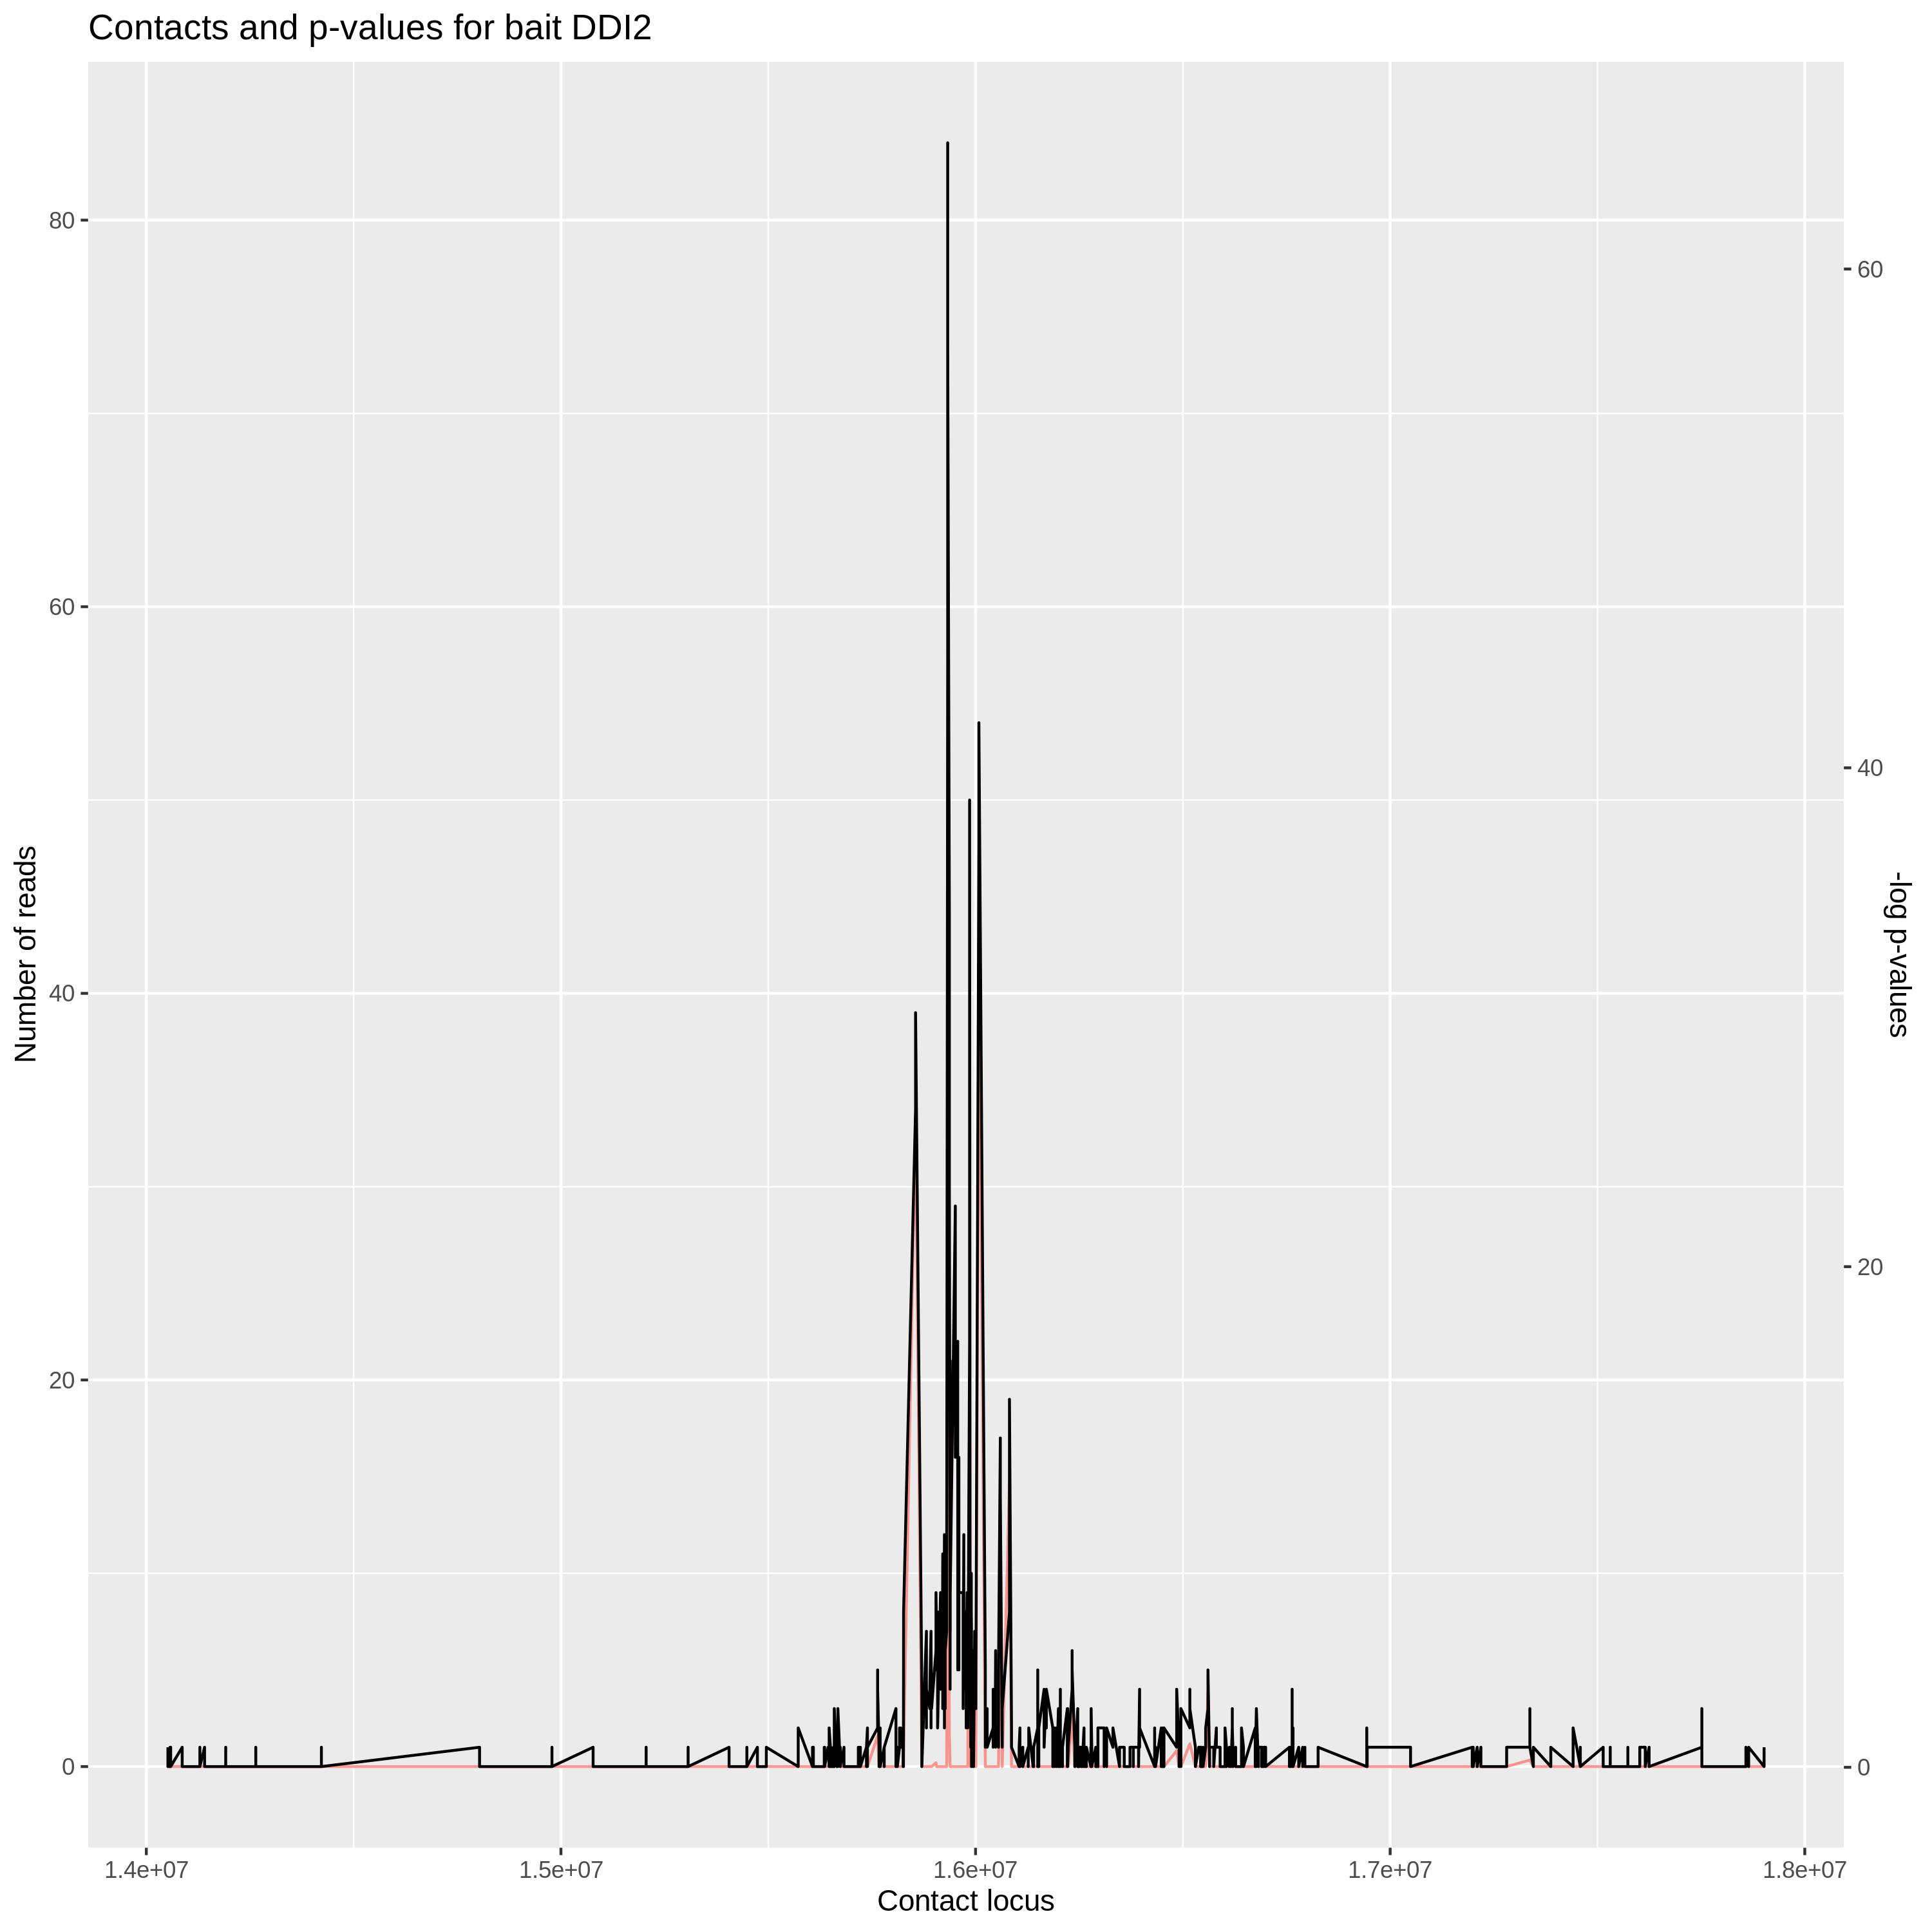 Contacts and p-values for bait DDI2
80
60
40
20
0
Number of reads
60
40
20
0
-log p-values
1.4e+07 1.5e+07 1.6e+07 1.7e+07 1.8e+07
Contact locus